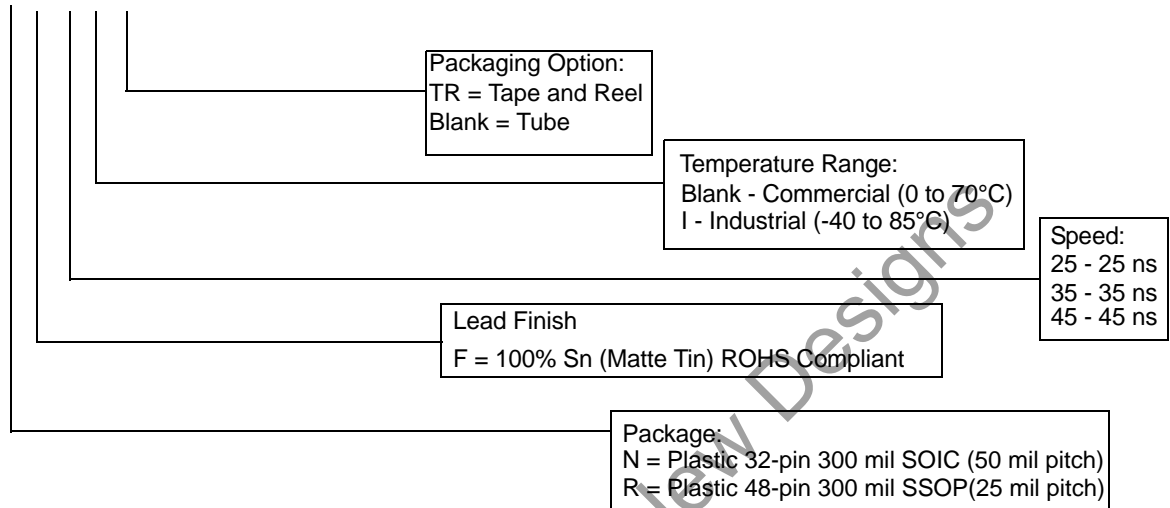 Packaging Option:
TR = Tape and Reel
Blank = Tube
Temperature Range:
Blank - Commercial (0 to 70°C)
I - Industrial (-40 to 85°C)
Speed:
25 - 25 ns
35 - 35 ns
45 - 45 ns
Lead Finish
F = 100% Sn (Matte Tin) ROHS Compliant
Package:
N = Plastic 32-pin 300 mil SOIC (50 mil pitch)
R = Plastic 48-pin 300 mil SSOP(25 mil pitch)
New Designs